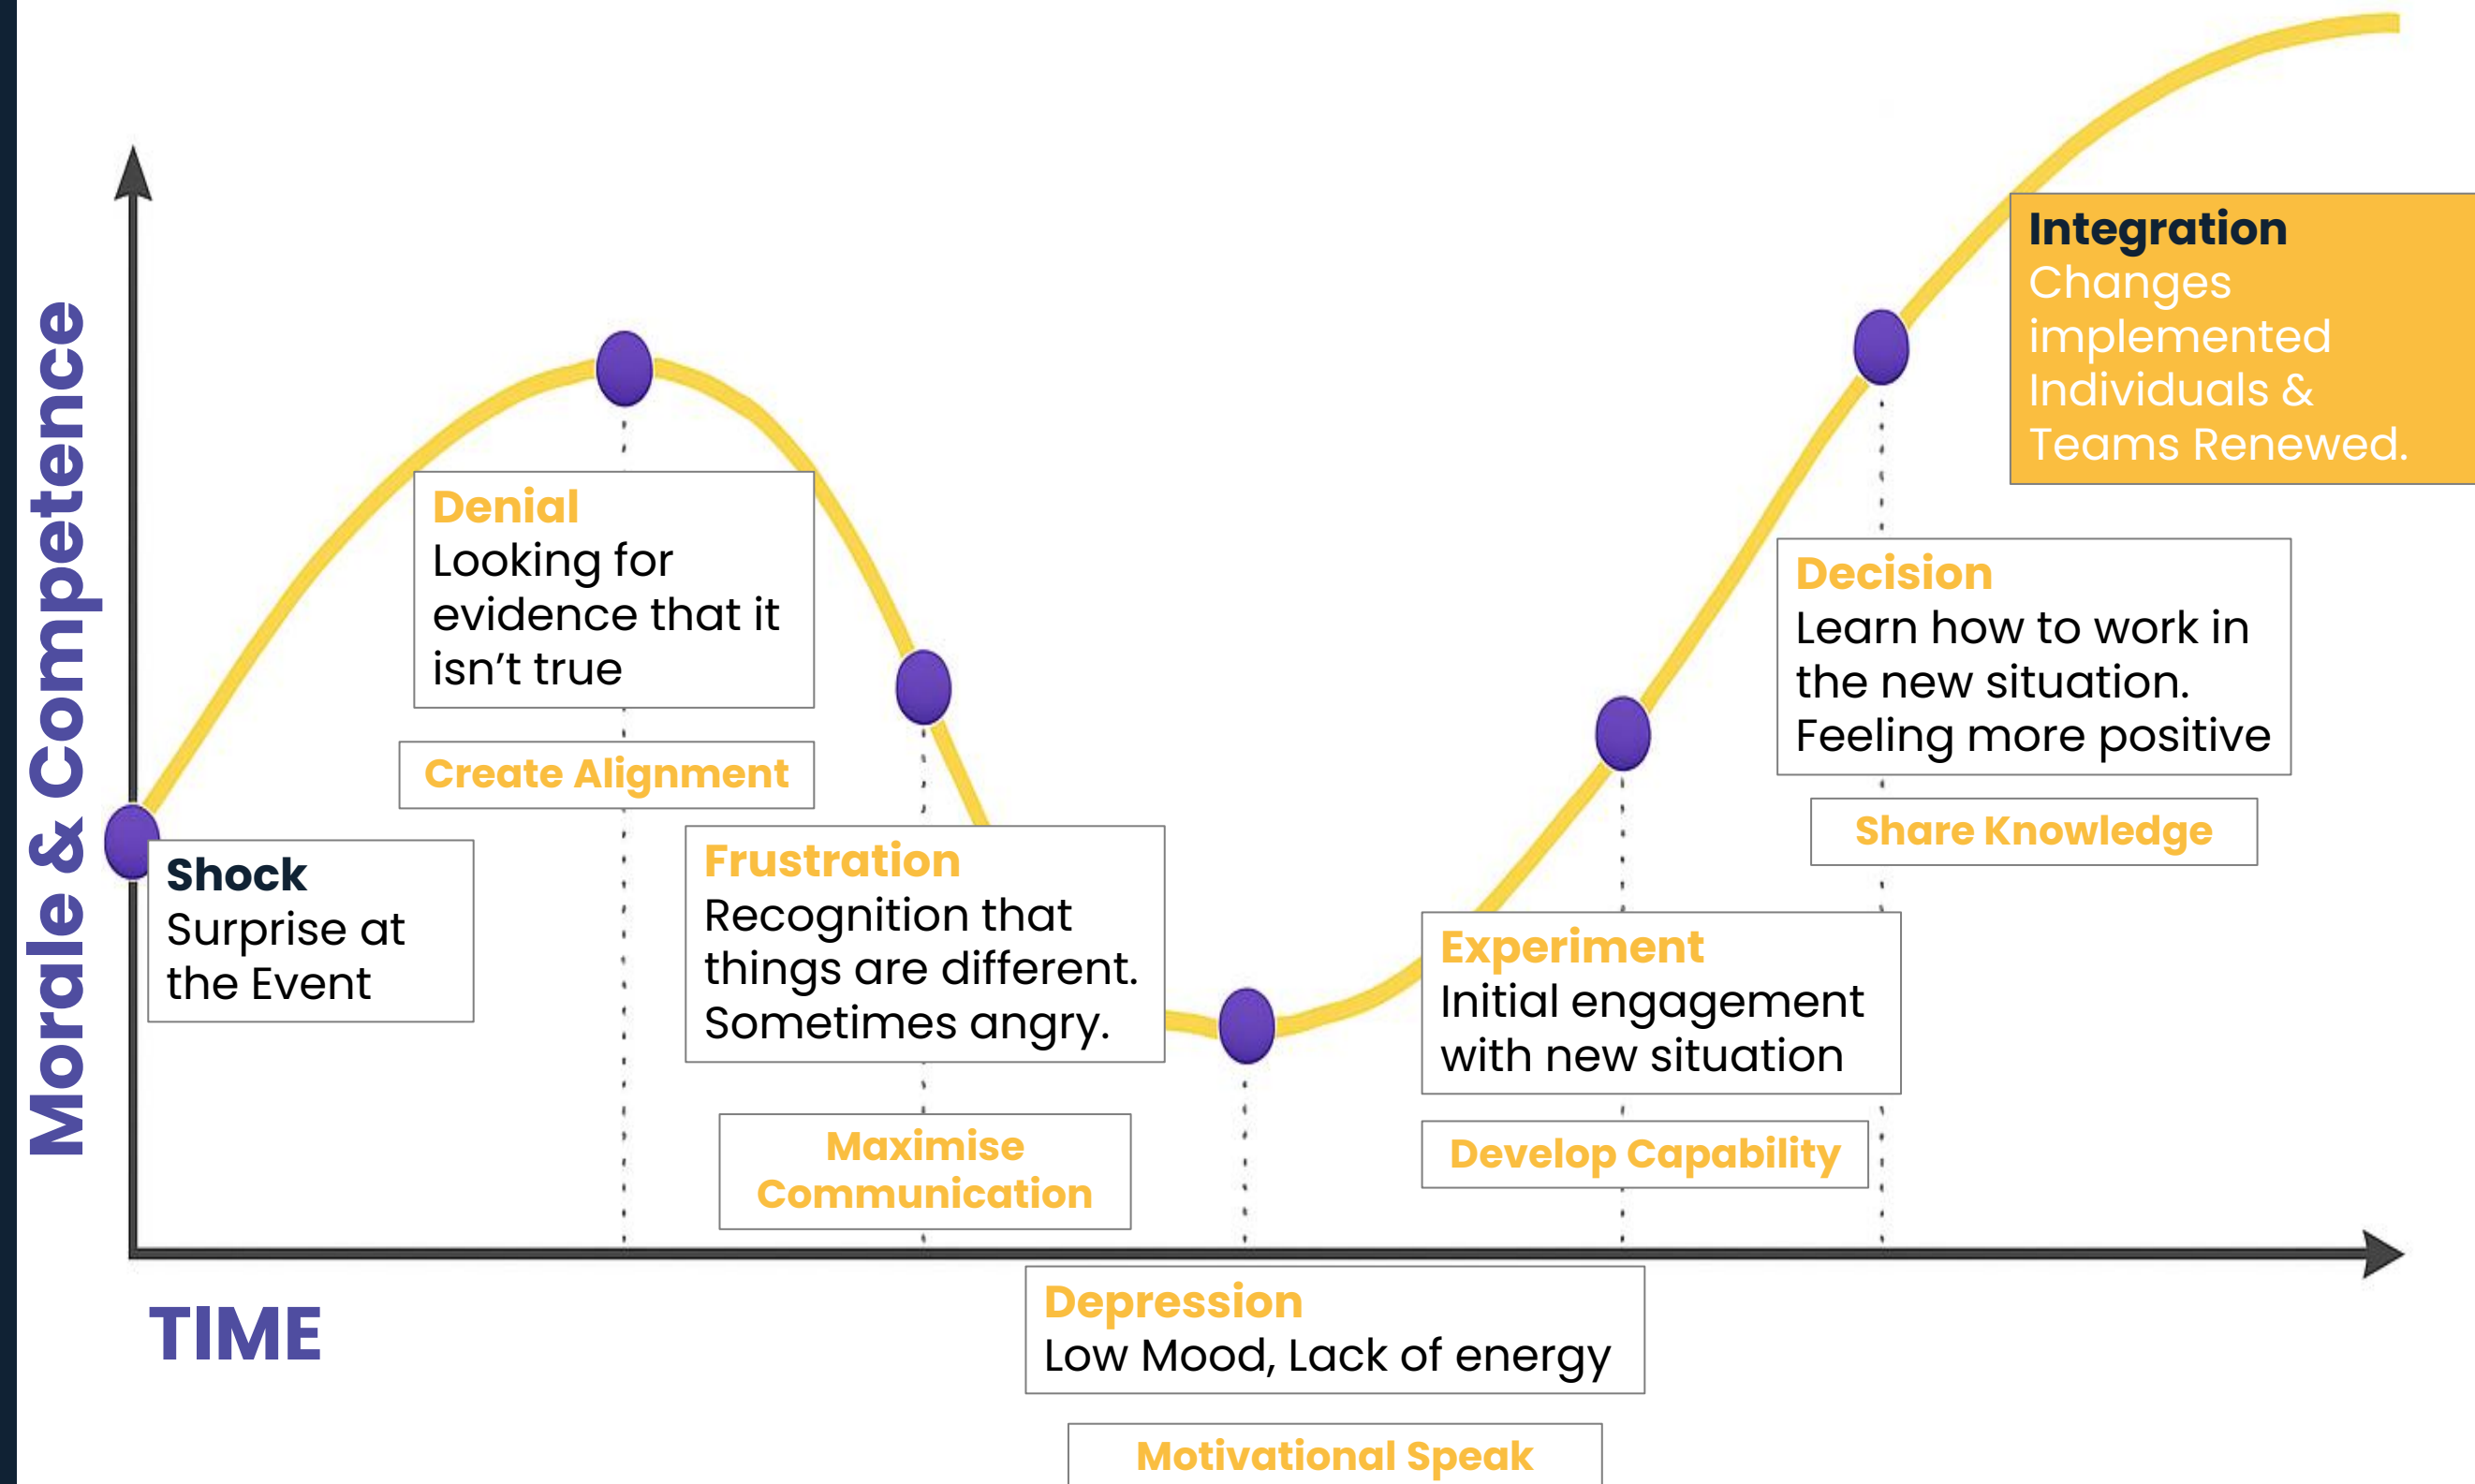 Morale & Competence
Shock
Surprise at
the Event
Denial
Looking for
evidence that it
isn’t true
Create Alignment
Frustration
Recognition that
things are different.
Sometimes angry.
Maximise
Communication
Depression
Low Mood, Lack of energy
Motivational Speak
Experiment
Initial engagement
with new situation
Develop Capability
Decision
Learn how to work in
the new situation.
Feeling more positive
Share Knowledge
Integration
Changes
implemented
Individuals &
Teams Renewed.
TIME